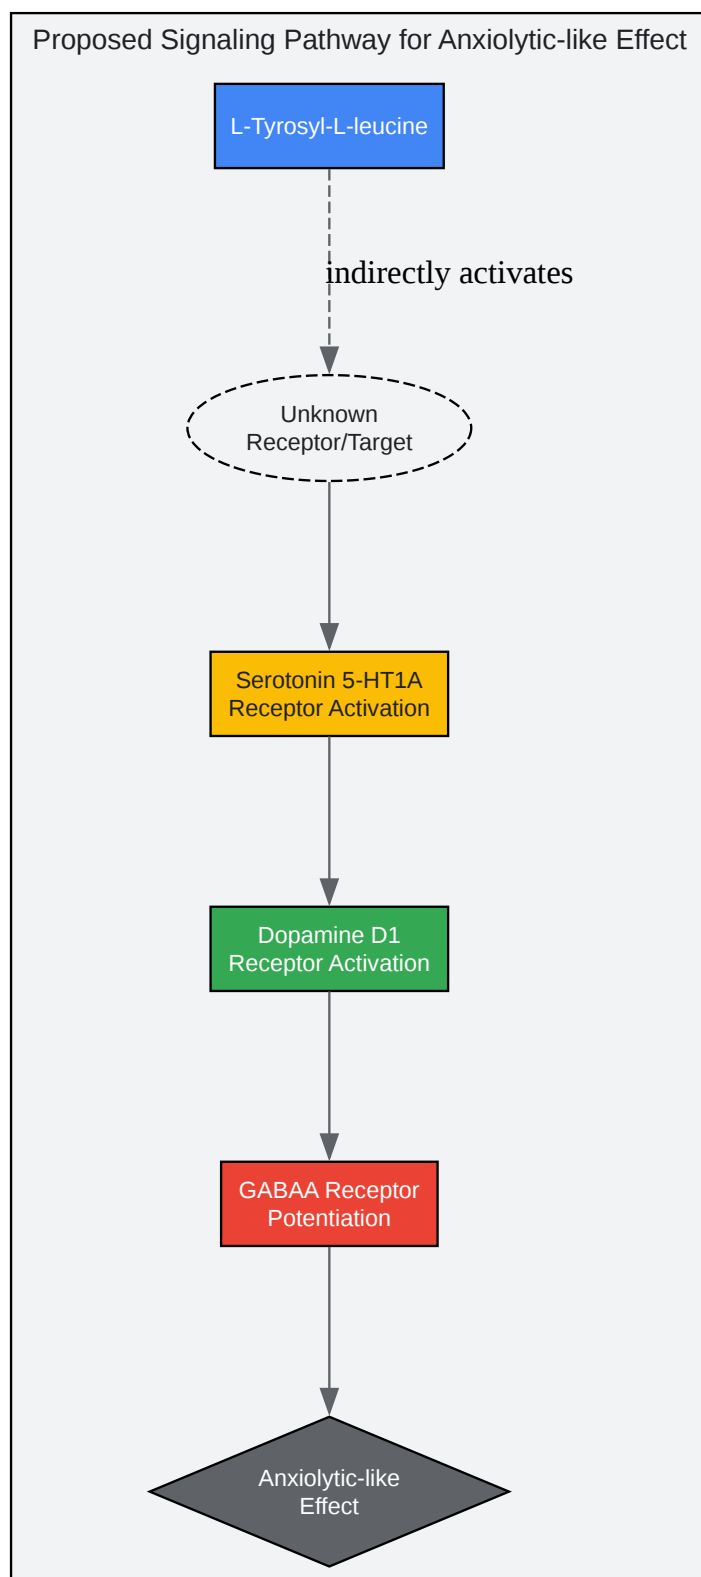 Proposed Signaling Pathway for Anxiolytic-like Effect
L-Tyrosyl-L-leucine
indirectly activates
Unknown
Receptor/Target
Serotonin 5-HT1A
Receptor Activation
Dopamine D1
Receptor Activation
GABAA Receptor
Potentiation
Anxiolytic-like
Effect